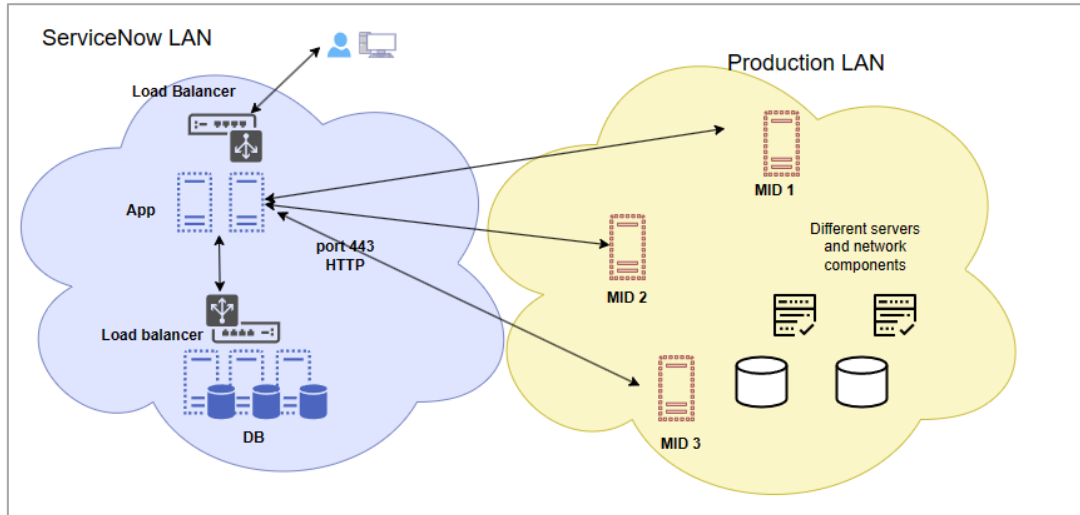 ServiceNow LAN
Production LAN
Load Balancer
MID 1
App
Different servers
and network
components
port 443
HTTP
MID 2
Load balancer
DB
MID 3